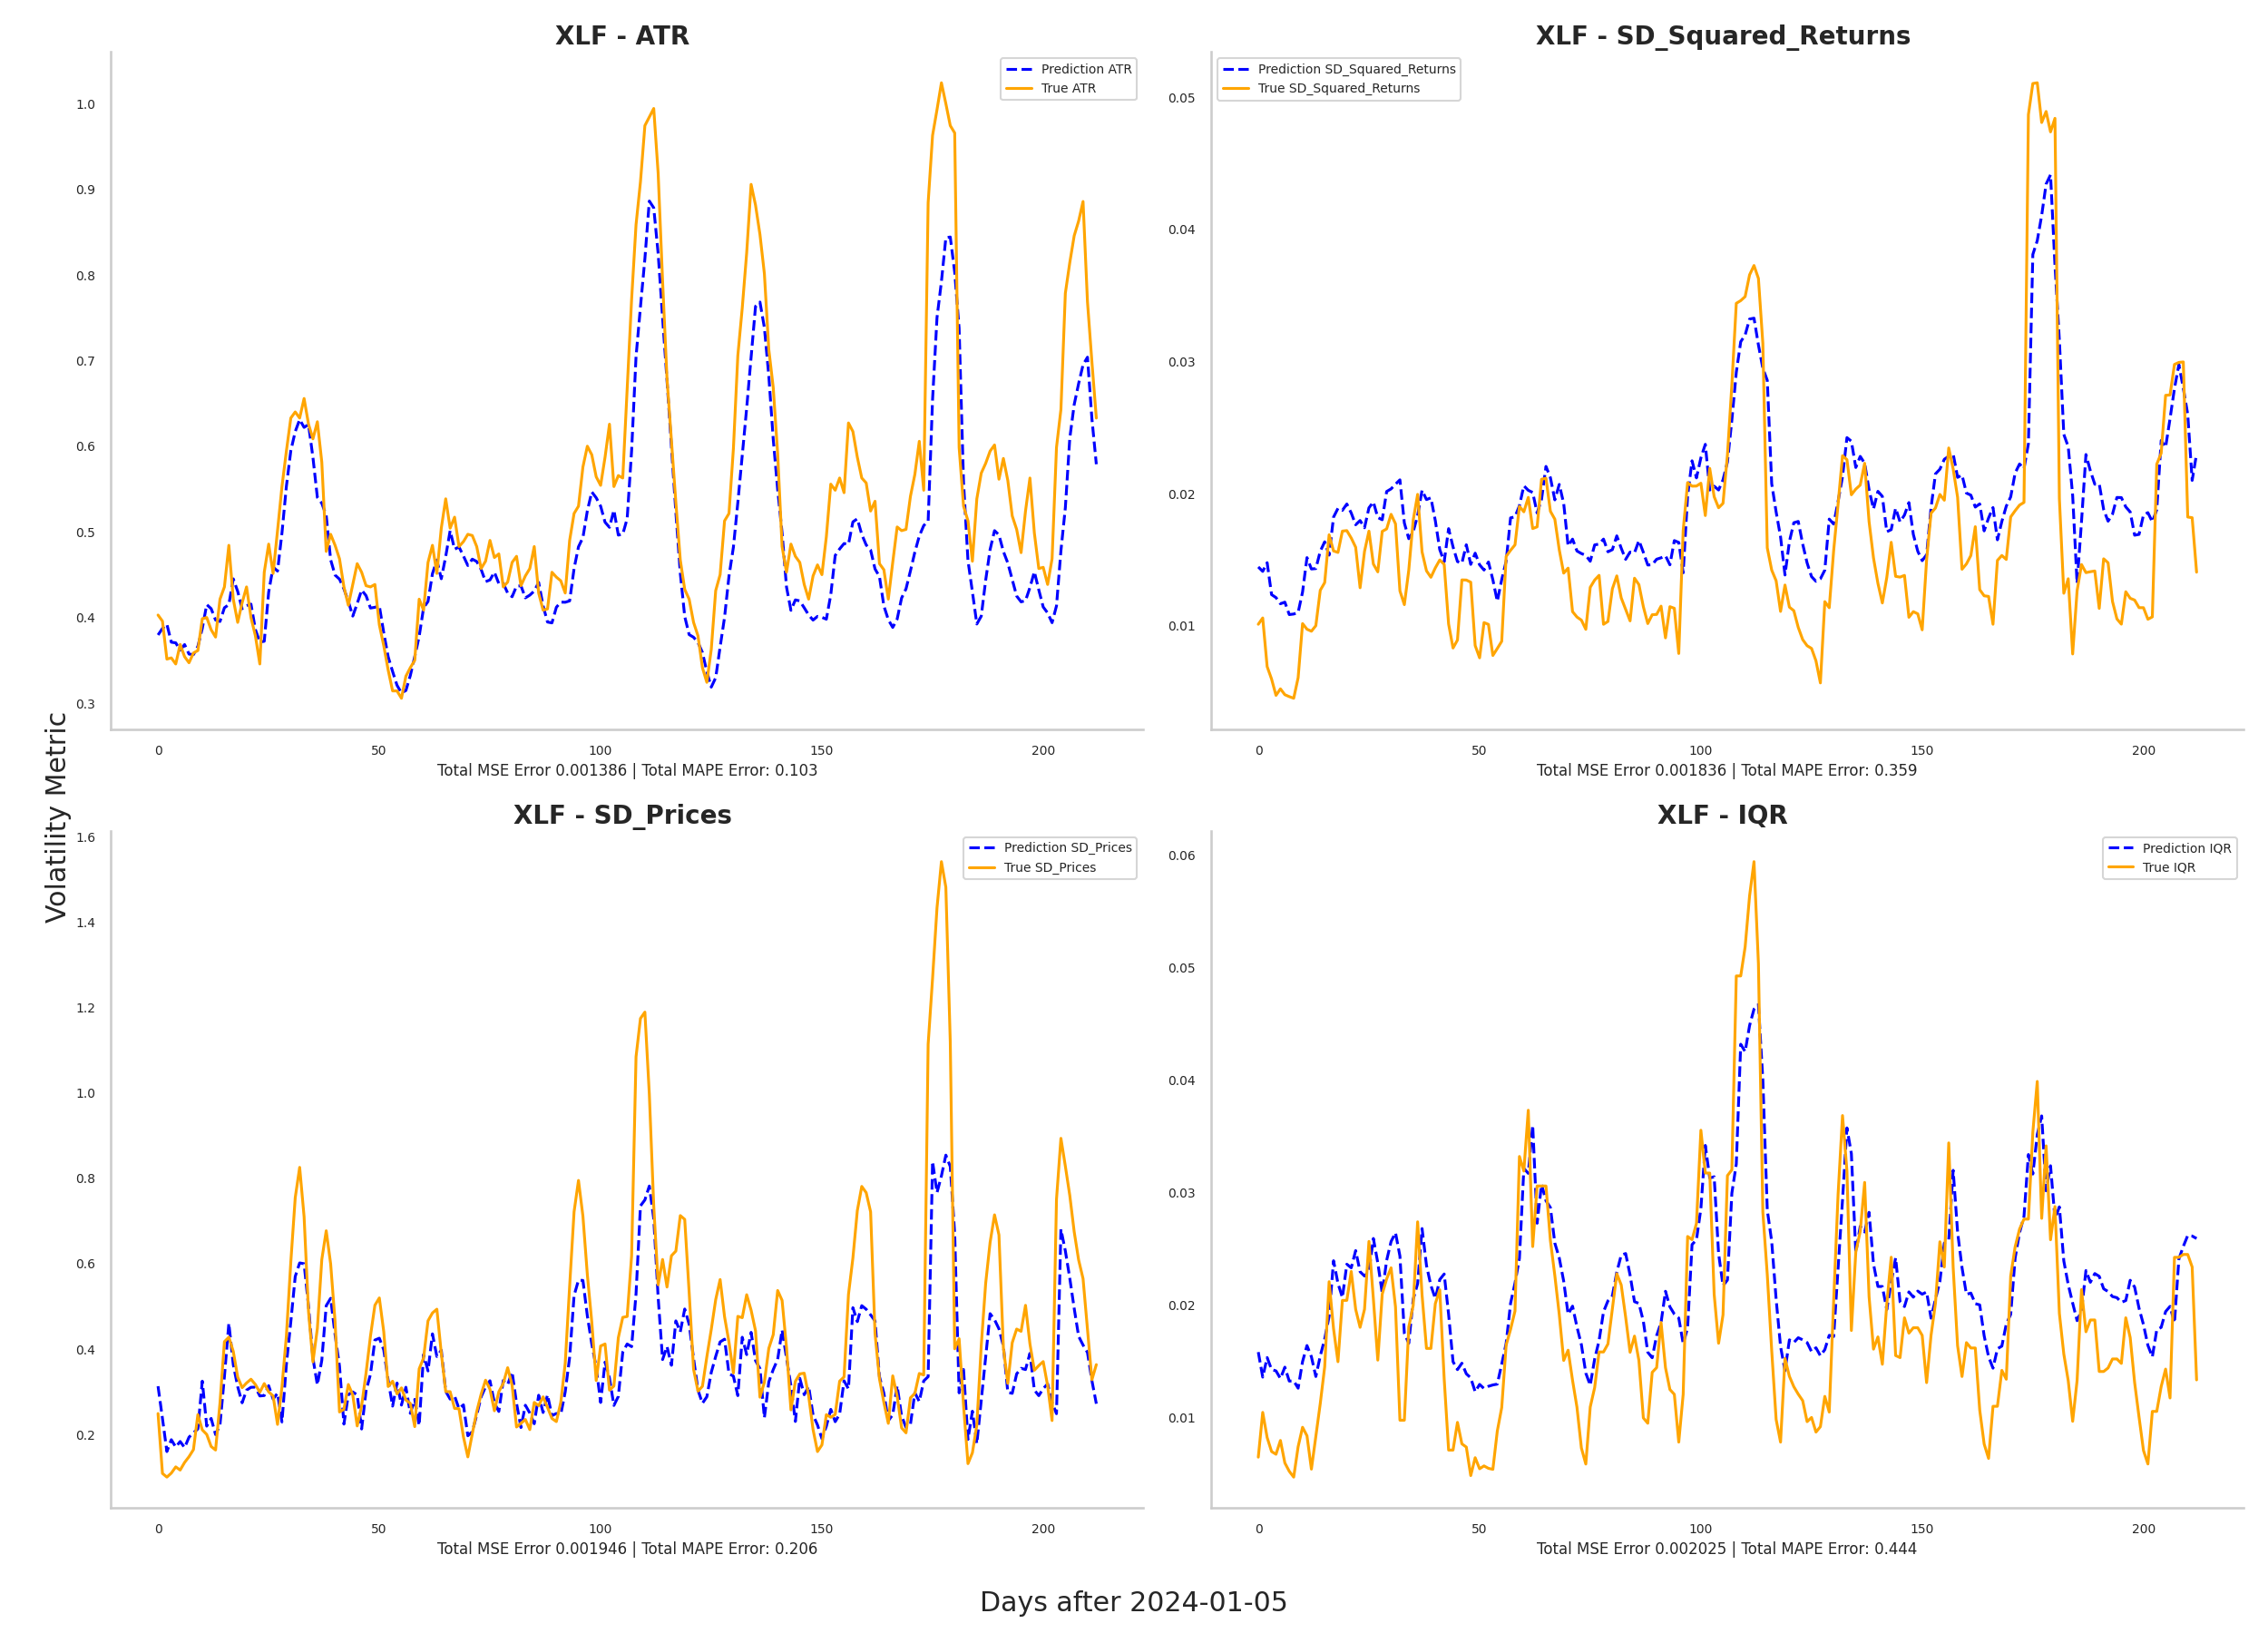 XLF - ATR
Prediction ATR
True ATR
1.0
0.9
0.8
0.7
0.6
0.5
0.4
0.3
0 50 100 150 200
Total MSE Error 0.001386 | Total MAPE Error: 0.103
XLF - SD_Squared_Returns
Prediction SD_Squared_Returns
True SD_Squared_Returns
0.05
0.04
0.03
0.02
0.01
0 50 100 150 200
Total MSE Error 0.001836 | Total MAPE Error: 0.359
Volatility Metric
XLF - SD_Prices
Prediction SD_Prices
True SD_Prices
1.6
1.4
1.2
1.0
0.8
0.6
0.4
0.2
0 50 100 150 200
Total MSE Error 0.001946 | Total MAPE Error: 0.206
XLF - IQR
Prediction IQR
True IQR
0.06
0.05
0.04
0.03
0.02
0.01
0 50 100 150 200
Total MSE Error 0.002025 | Total MAPE Error: 0.444
Days after 2024-01-05